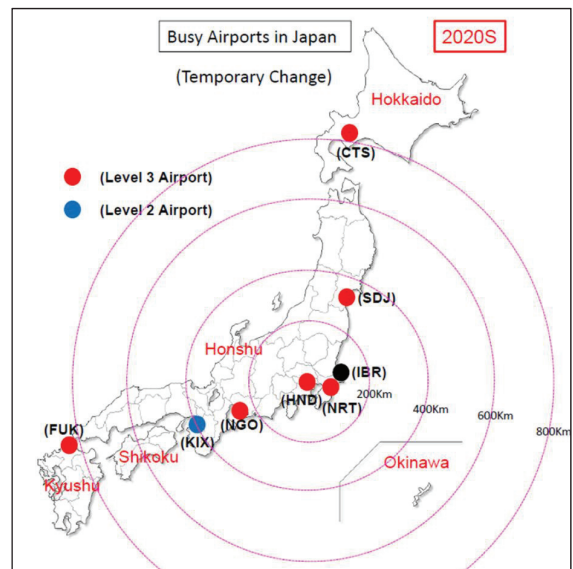 Busy Airports in Japan
2020S
(Temporary Change)
Hokkaido
(CTS)
(Level 3 Airport)
(Level 2 Airport)
(SDJ)
Honshu
(IBR)
(HND)
200Km
(NRT)
400Km
(NGO)
600Km
(FUK)
800Km
(KIX)
Shikoku
Okinawa
Kyushu